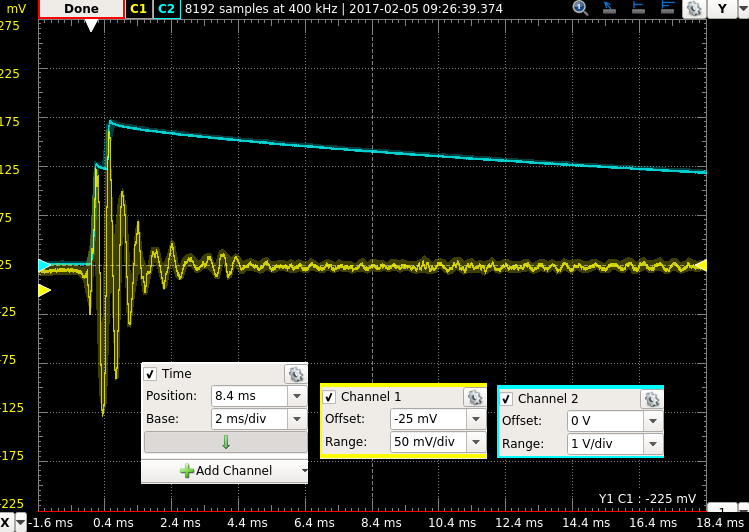 mV Done C1 C2 8192 samples at 400 kHz | 2017-02-05 09:26:39.374 Y
275
225
175
125
75
25
-25
-75
-125
-175
-225
Time
Position: 8.4 ms
Base: 2 ms/div
Add Channel
Channel 1
Offset: -25 mV
Range: 50 mV/div
Channel 2
Offset: 0 V
Range: 1 V/div
Y1 C1 : -225 mV
X -1.6 ms 0.4 ms 2.4 ms 4.4 ms 6.4 ms 8.4 ms 10.4 ms 12.4 ms 14.4 ms 16.4 ms 18.4 ms